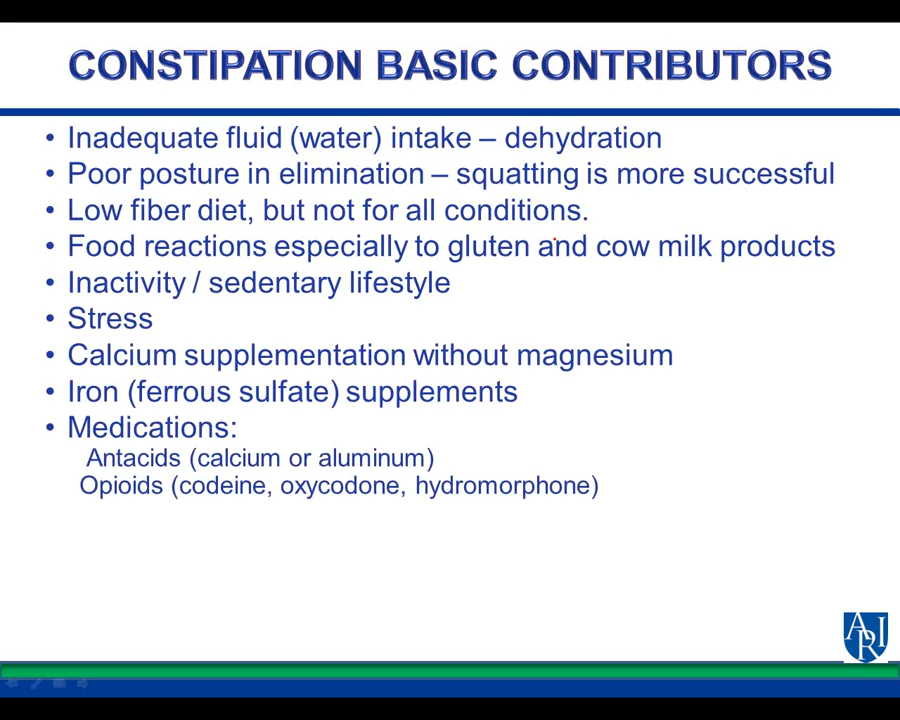 CONSTIPATION BASIC CONTRIBUTORS
• Inadequate fluid (water) intake – dehydration
• Poor posture in elimination – squatting is more successful
• Low fiber diet, but not for all conditions.
• Food reactions especially to gluten and cow milk products
• Inactivity / sedentary lifestyle
• Stress
• Calcium supplementation without magnesium
• Iron (ferrous sulfate) supplements
• Medications:
Antacids (calcium or aluminum)
Opioids (codeine, oxycodone, hydromorphone)
ARI